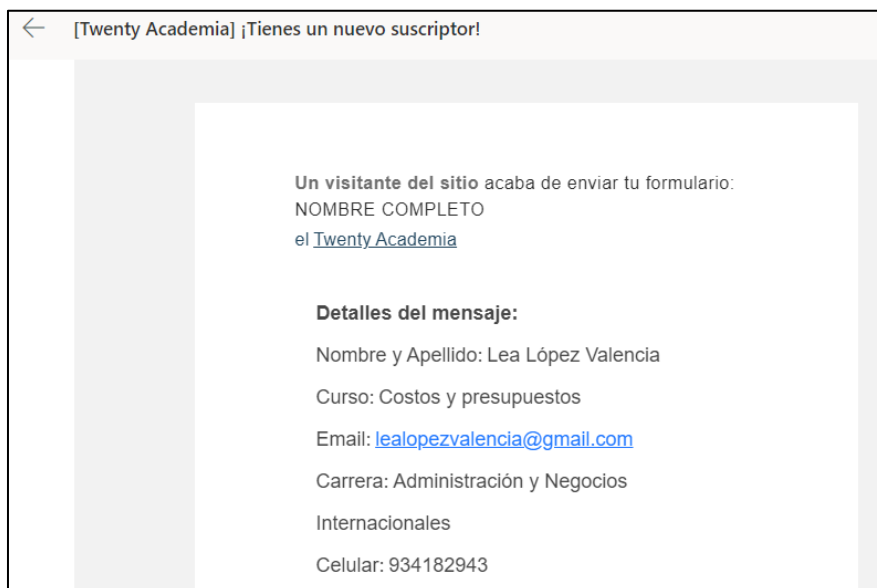 [Twenty Academia] ¡Tienes un nuevo suscriptor!
Un visitante del sitio acaba de enviar tu formulario:
NOMBRE COMPLETO
el Twenty Academia
Detalles del mensaje:
Nombre y Apellido: Lea López Valencia
Curso: Costos y presupuestos
Email: lealopezvalencia@gmail.com
Carrera: Administración y Negocios
Internacionales
Celular: 934182943